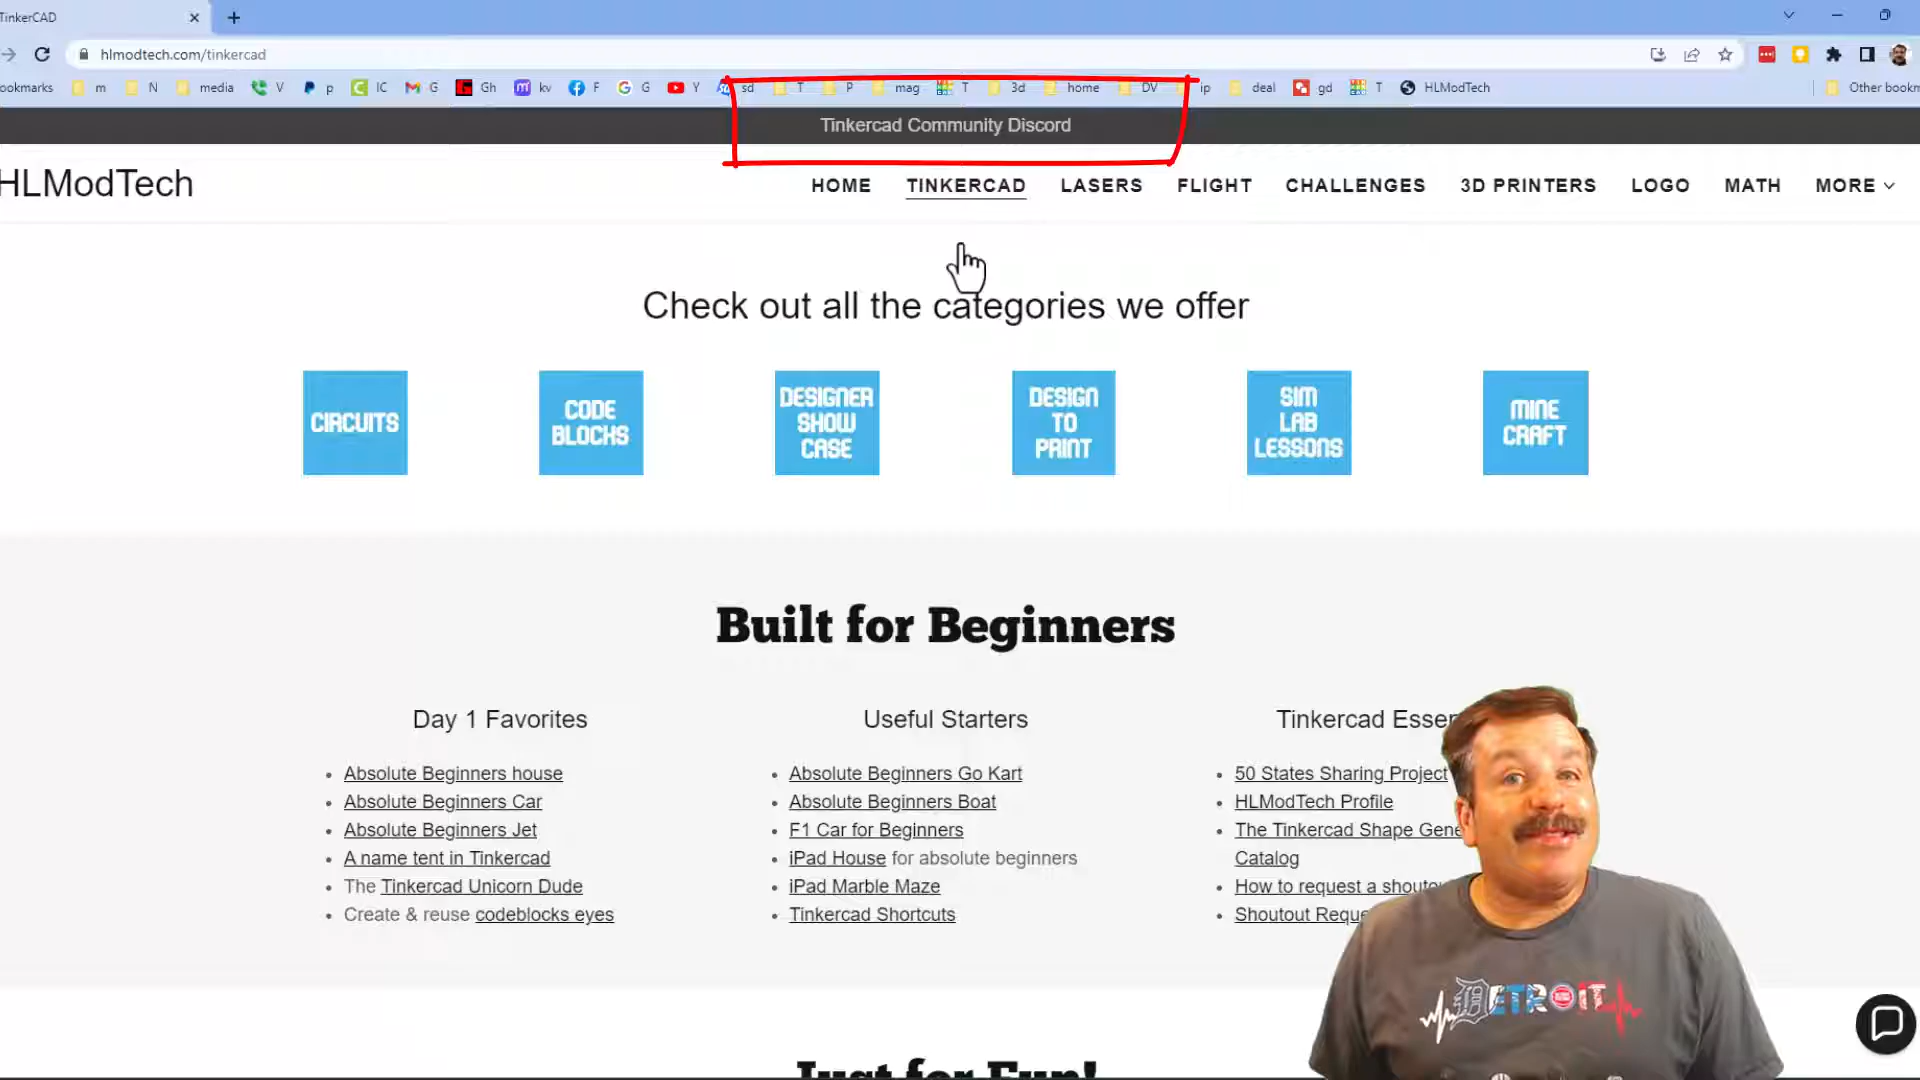 TinkerCAD
hlmodtech.com/tinkercad
ookmarks m N media V p IC G Gh kv F G Y sd T P mag T 3d home DV ip deal gd T HLModTech Other bookm
Tinkercad Community Discord
HLModTech
HOME TINKERCAD LASERS FLIGHT CHALLENGES 3D PRINTERS LOGO MATH MORE
Check out all the categories we offer
CIRCUITS
CODE
BLOCKS
DESIGNER
SHOW
CASE
DESIGN
TO
PRINT
SIM
LAB
LESSONS
MINE
CRAFT
Built for Beginners
Day 1 Favorites
Absolute Beginners house
Absolute Beginners Car
Absolute Beginners Jet
A name tent in Tinkercad
The Tinkercad Unicorn Dude
Create & reuse codeblocks eyes
Useful Starters
Absolute Beginners Go Kart
Absolute Beginners Boat
F1 Car for Beginners
iPad House for absolute beginners
iPad Marble Maze
Tinkercad Shortcuts
Tinkercad Essen
50 States Sharing Project
HLModTech Profile
The Tinkercad Shape Gene
Catalog
How to request a shoutou
Shoutout Reque
DETROIT
Just for Fun!